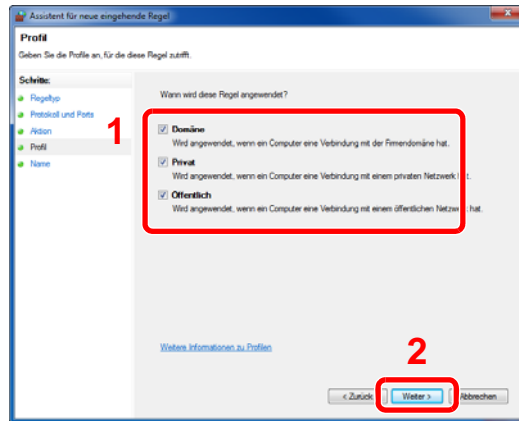 Assistent für neue eingehende Regel
Profil
Geben Sie die Profile an, für die diese Regel zutrifft.
Schritte:
Regeltyp
Protokoll und Ports
Aktion
Profil
Name
1
Wann wird diese Regel angewendet?
Domäne
Wird angewendet, wenn ein Computer eine Verbindung mit der Firmendomäne hat.
Privat
Wird angewendet, wenn ein Computer eine Verbindung mit einem privaten Netzwerk hat.
Öffentlich
Wird angewendet, wenn ein Computer eine Verbindung mit einem öffentlichen Netzwerk hat.
Weitere Informationen zu Profilen
2
< Zurück
Weiter >
Abbrechen